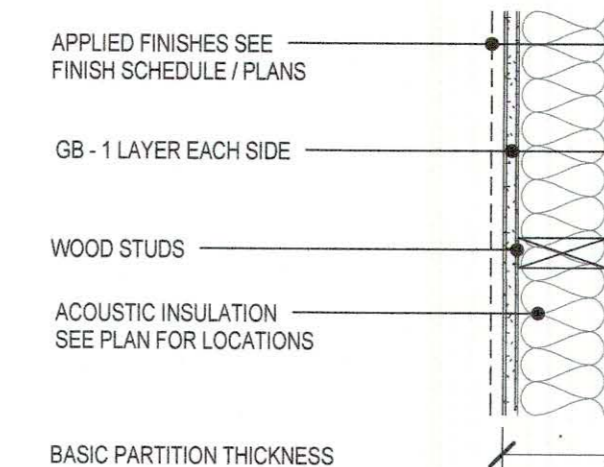 APPLIED FINISHES SEE
FINISH SCHEDULE / PLANS
GB - 1 LAYER EACH SIDE
WOOD STUDS
ACOUSTIC INSULATION
SEE PLAN FOR LOCATIONS
BASIC PARTITION THICKNESS